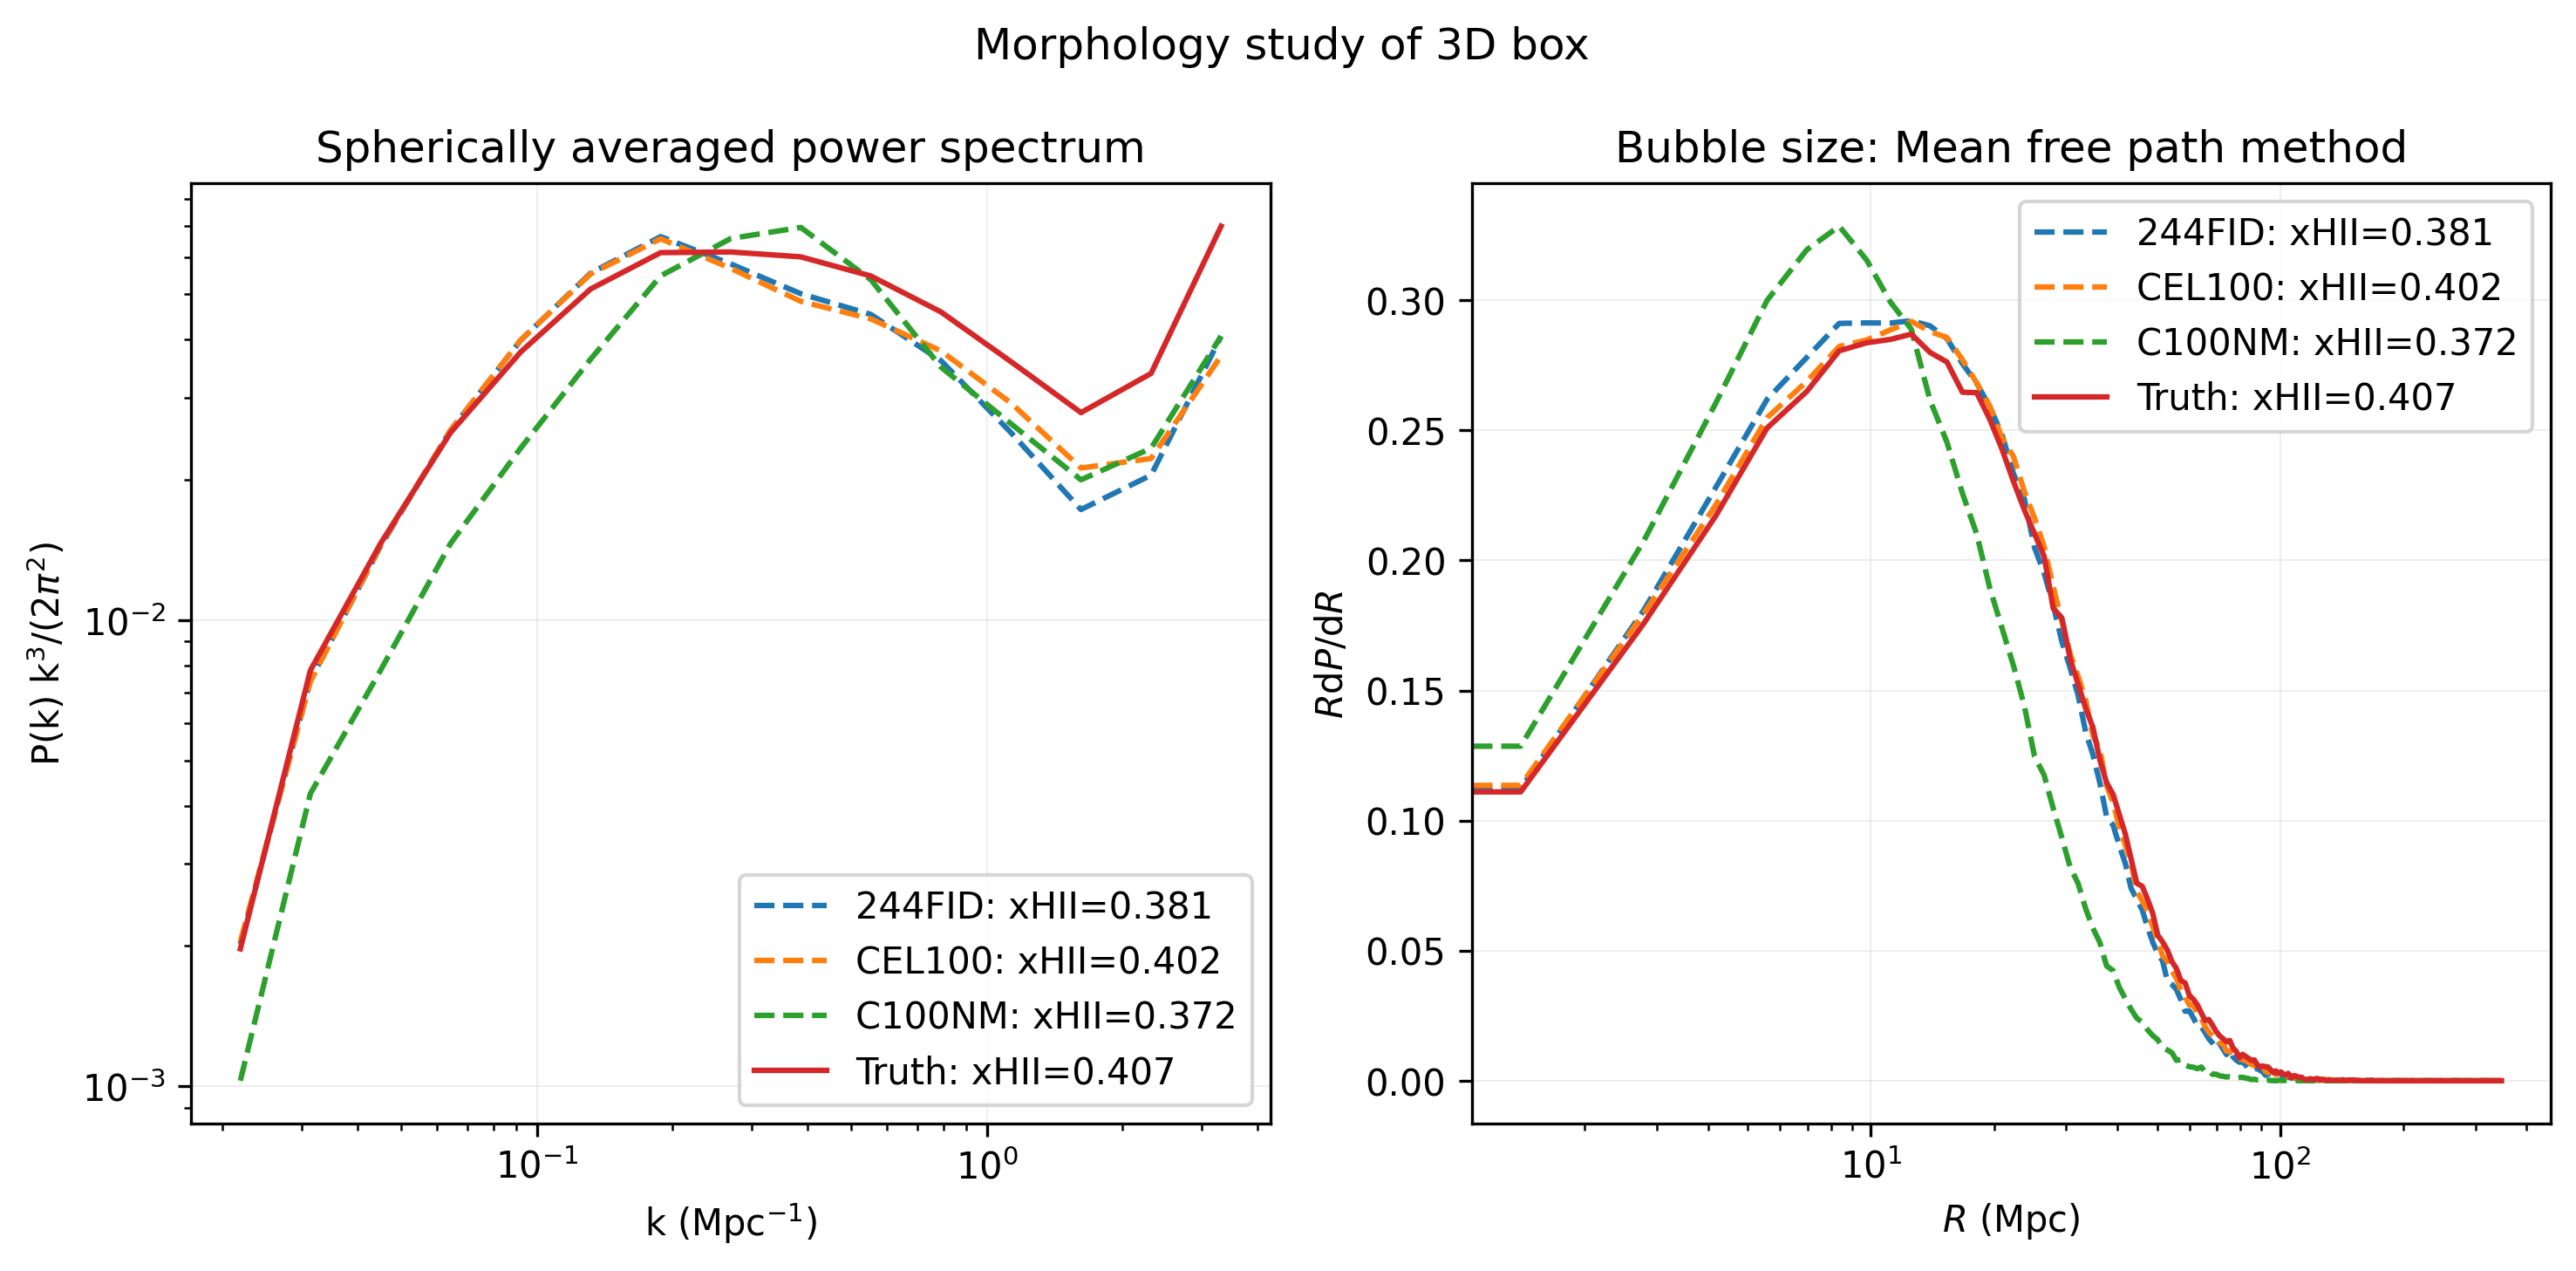 Morphology study of 3D box
Spherically averaged power spectrum
P(k) k³/(2π²)
10⁻²
10⁻³
10⁻¹
10⁰
k (Mpc⁻¹)
244FID: xHII=0.381
CEL100: xHII=0.402
C100NM: xHII=0.372
Truth: xHII=0.407
Bubble size: Mean free path method
RdP/dR
0.30
0.25
0.20
0.15
0.10
0.05
0.00
10¹
10²
R (Mpc)
244FID: xHII=0.381
CEL100: xHII=0.402
C100NM: xHII=0.372
Truth: xHII=0.407